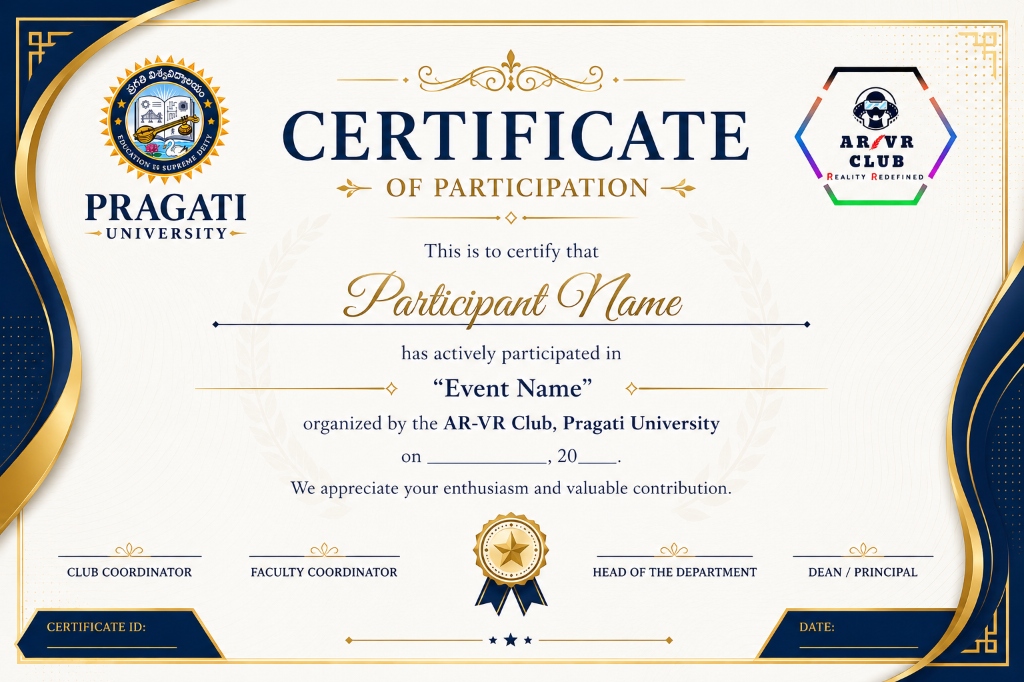 ప్రగతి విశ్వవిద్యాలయం
EDUCATION IS SUPREME DEITY
PRAGATI
UNIVERSITY
CERTIFICATE
OF PARTICIPATION
AR/VR
CLUB
REALITY REDEFINED
This is to certify that
Participant Name
has actively participated in
“Event Name”
organized by the AR-VR Club, Pragati University
on ____________, 20____.
We appreciate your enthusiasm and valuable contribution.
CLUB COORDINATOR
FACULTY COORDINATOR
HEAD OF THE DEPARTMENT
DEAN / PRINCIPAL
CERTIFICATE ID:
DATE: